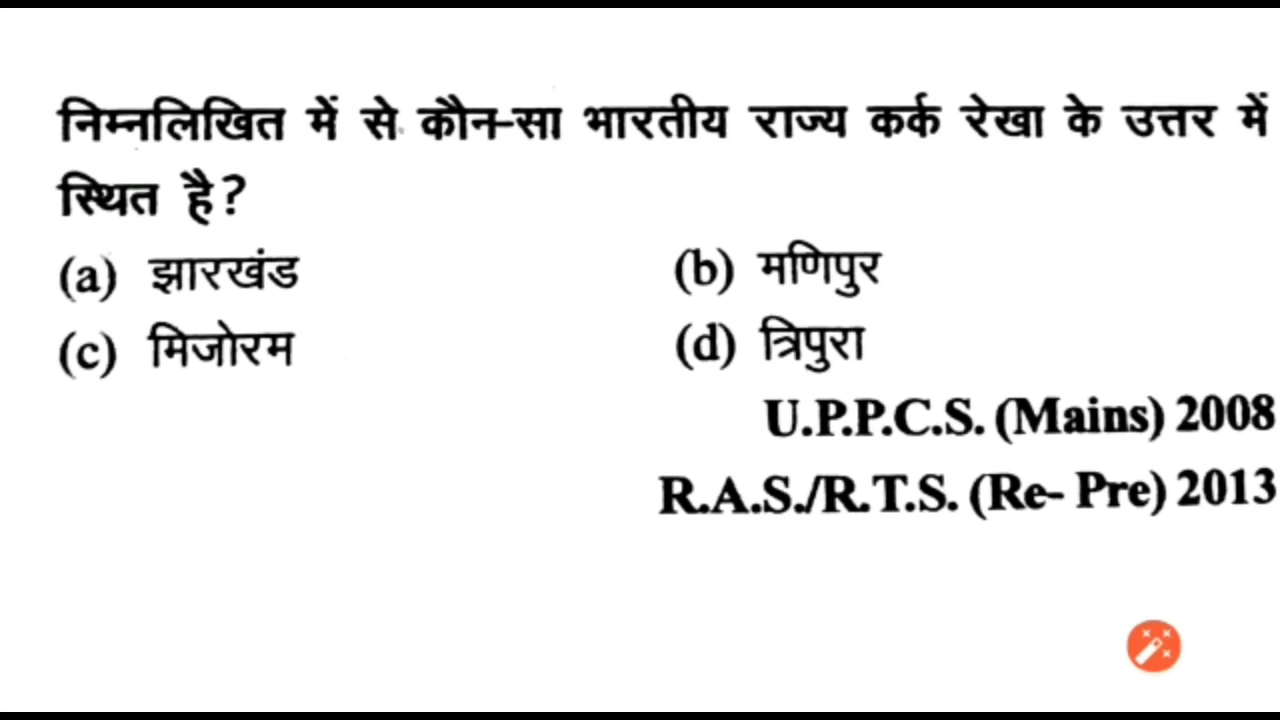 निम्नलिखित में से कौन-सा भारतीय राज्य कर्क रेखा के उत्तर में
स्थित है?
(a) झारखंड (b) मणिपुर
(c) मिजोरम (d) त्रिपुरा
U.P.P.C.S. (Mains) 2008
R.A.S./R.T.S. (Re- Pre) 2013